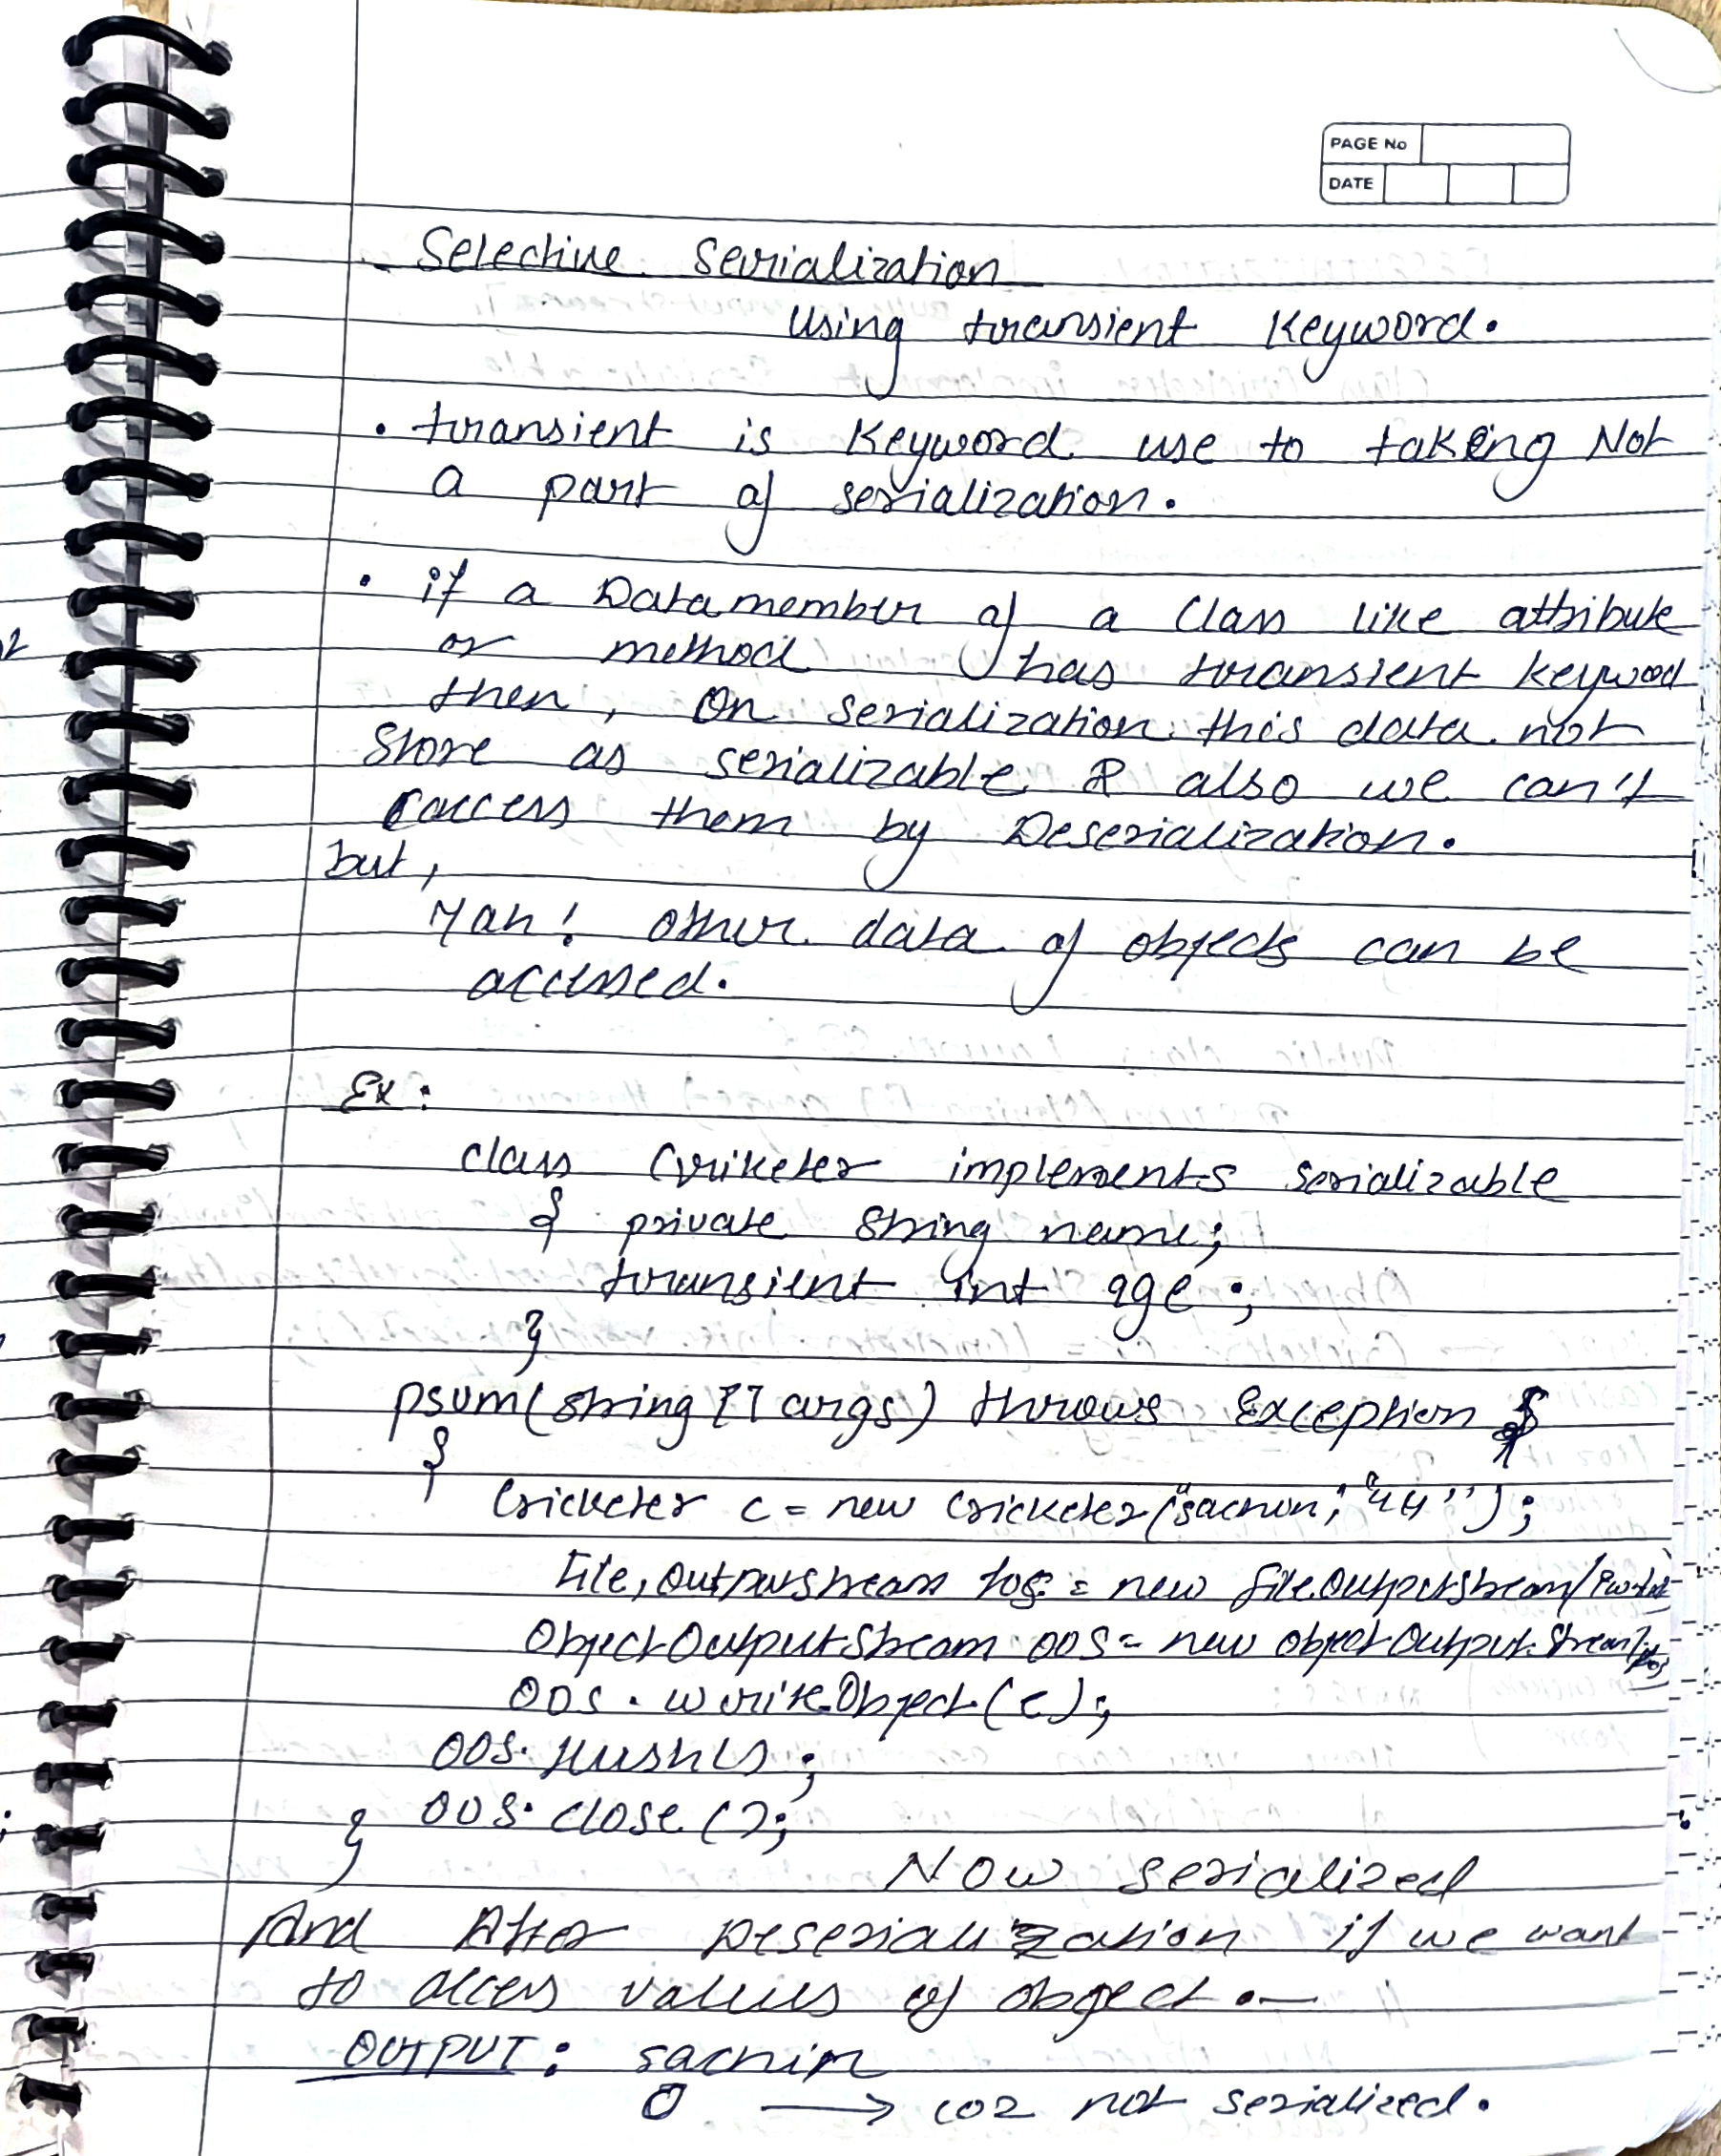 PAGE No
DATE
Selective Serialization
Using transient Keyword.
• transient is Keyword use to taking Not
a part of serialization.
• if a Datamember of a Class like attribute
or method has transient keywod
then, On serialization this data not
Store as serializable & also we can't
access them by Deserialization.
but,
Yah! other data of objects can be
accessed.
Ex:
class Criketer implements Serializable
{ private String name;
transient int age;
}
psvm(String [] args) throws Exception
{
Cricketer c = new Cricketer("sachin", "44");
File,OutputStream fos = new fileOutputStream(
ObjectOutputStream oos = new ObjectOutputStream(fos
oos.writeObject(c);
oos.flush();
oos.close();
}
Now serialized
And After Deserialization if we want
to access values of object.—
OUTPUT: sachin
0 → coz not serialized.